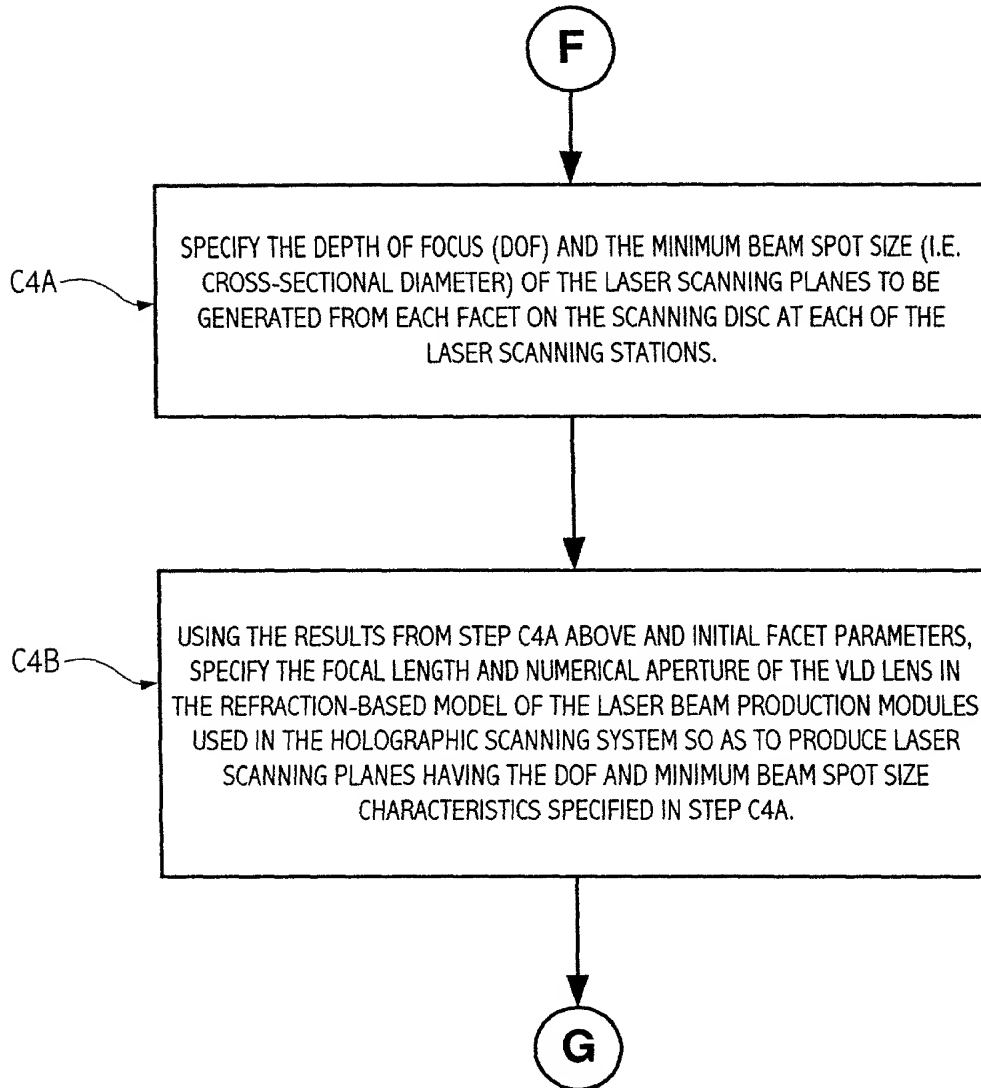 F
C4A
SPECIFY THE DEPTH OF FOCUS (DOF) AND THE MINIMUM BEAM SPOT SIZE (I.E.
CROSS-SECTIONAL DIAMETER) OF THE LASER SCANNING PLANES TO BE
GENERATED FROM EACH FACET ON THE SCANNING DISC AT EACH OF THE
LASER SCANNING STATIONS.
C4B
USING THE RESULTS FROM STEP C4A ABOVE AND INITIAL FACET PARAMETERS,
SPECIFY THE FOCAL LENGTH AND NUMERICAL APERTURE OF THE VLD LENS IN
THE REFRACTION-BASED MODEL OF THE LASER BEAM PRODUCTION MODULES
USED IN THE HOLOGRAPHIC SCANNING SYSTEM SO AS TO PRODUCE LASER
SCANNING PLANES HAVING THE DOF AND MINIMUM BEAM SPOT SIZE
CHARACTERISTICS SPECIFIED IN STEP C4A.
G